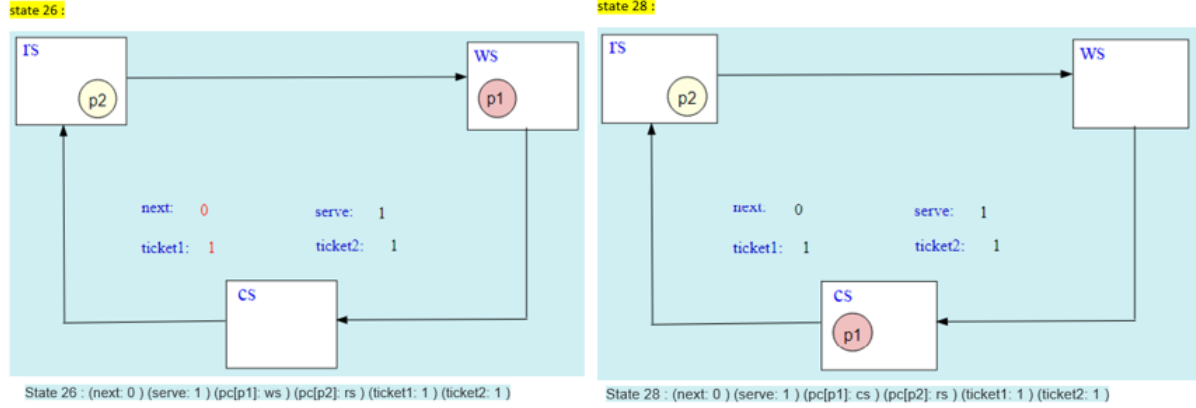 state 26 :
rs
ws
p2
p1
next: 0 serve: 1
ticket1: 1 ticket2: 1
cs
State 26 : (next: 0 ) (serve: 1 ) (pc[p1]: ws ) (pc[p2]: rs ) (ticket1: 1 ) (ticket2: 1 )
state 28 :
rs
ws
p2
next: 0 serve: 1
ticket1: 1 ticket2: 1
cs
p1
State 28 : (next: 0 ) (serve: 1 ) (pc[p1]: cs ) (pc[p2]: rs ) (ticket1: 1 ) (ticket2: 1 )